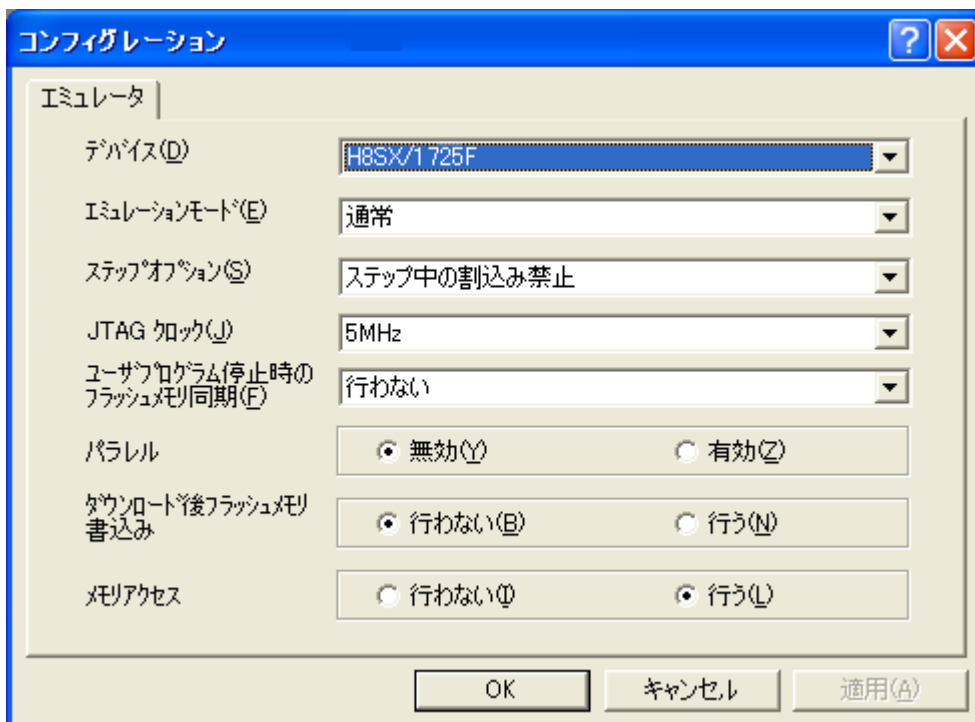 コンフィグレーション
エミュレータ
デバイス(D) H8SX/1725F
エミュレーションモード(E) 通常
ステップオプション(S) ステップ中の割込み禁止
JTAG クロック(J) 5MHz
ユーザプログラム停止時の
フラッシュメモリ同期(F) 行わない
パラレル 無効(Y) 有効(Z)
ダウンロード後フラッシュメモリ
書込み 行わない(B) 行う(N)
メモリアクセス 行わない(I) 行う(L)
OK キャンセル 適用(A)